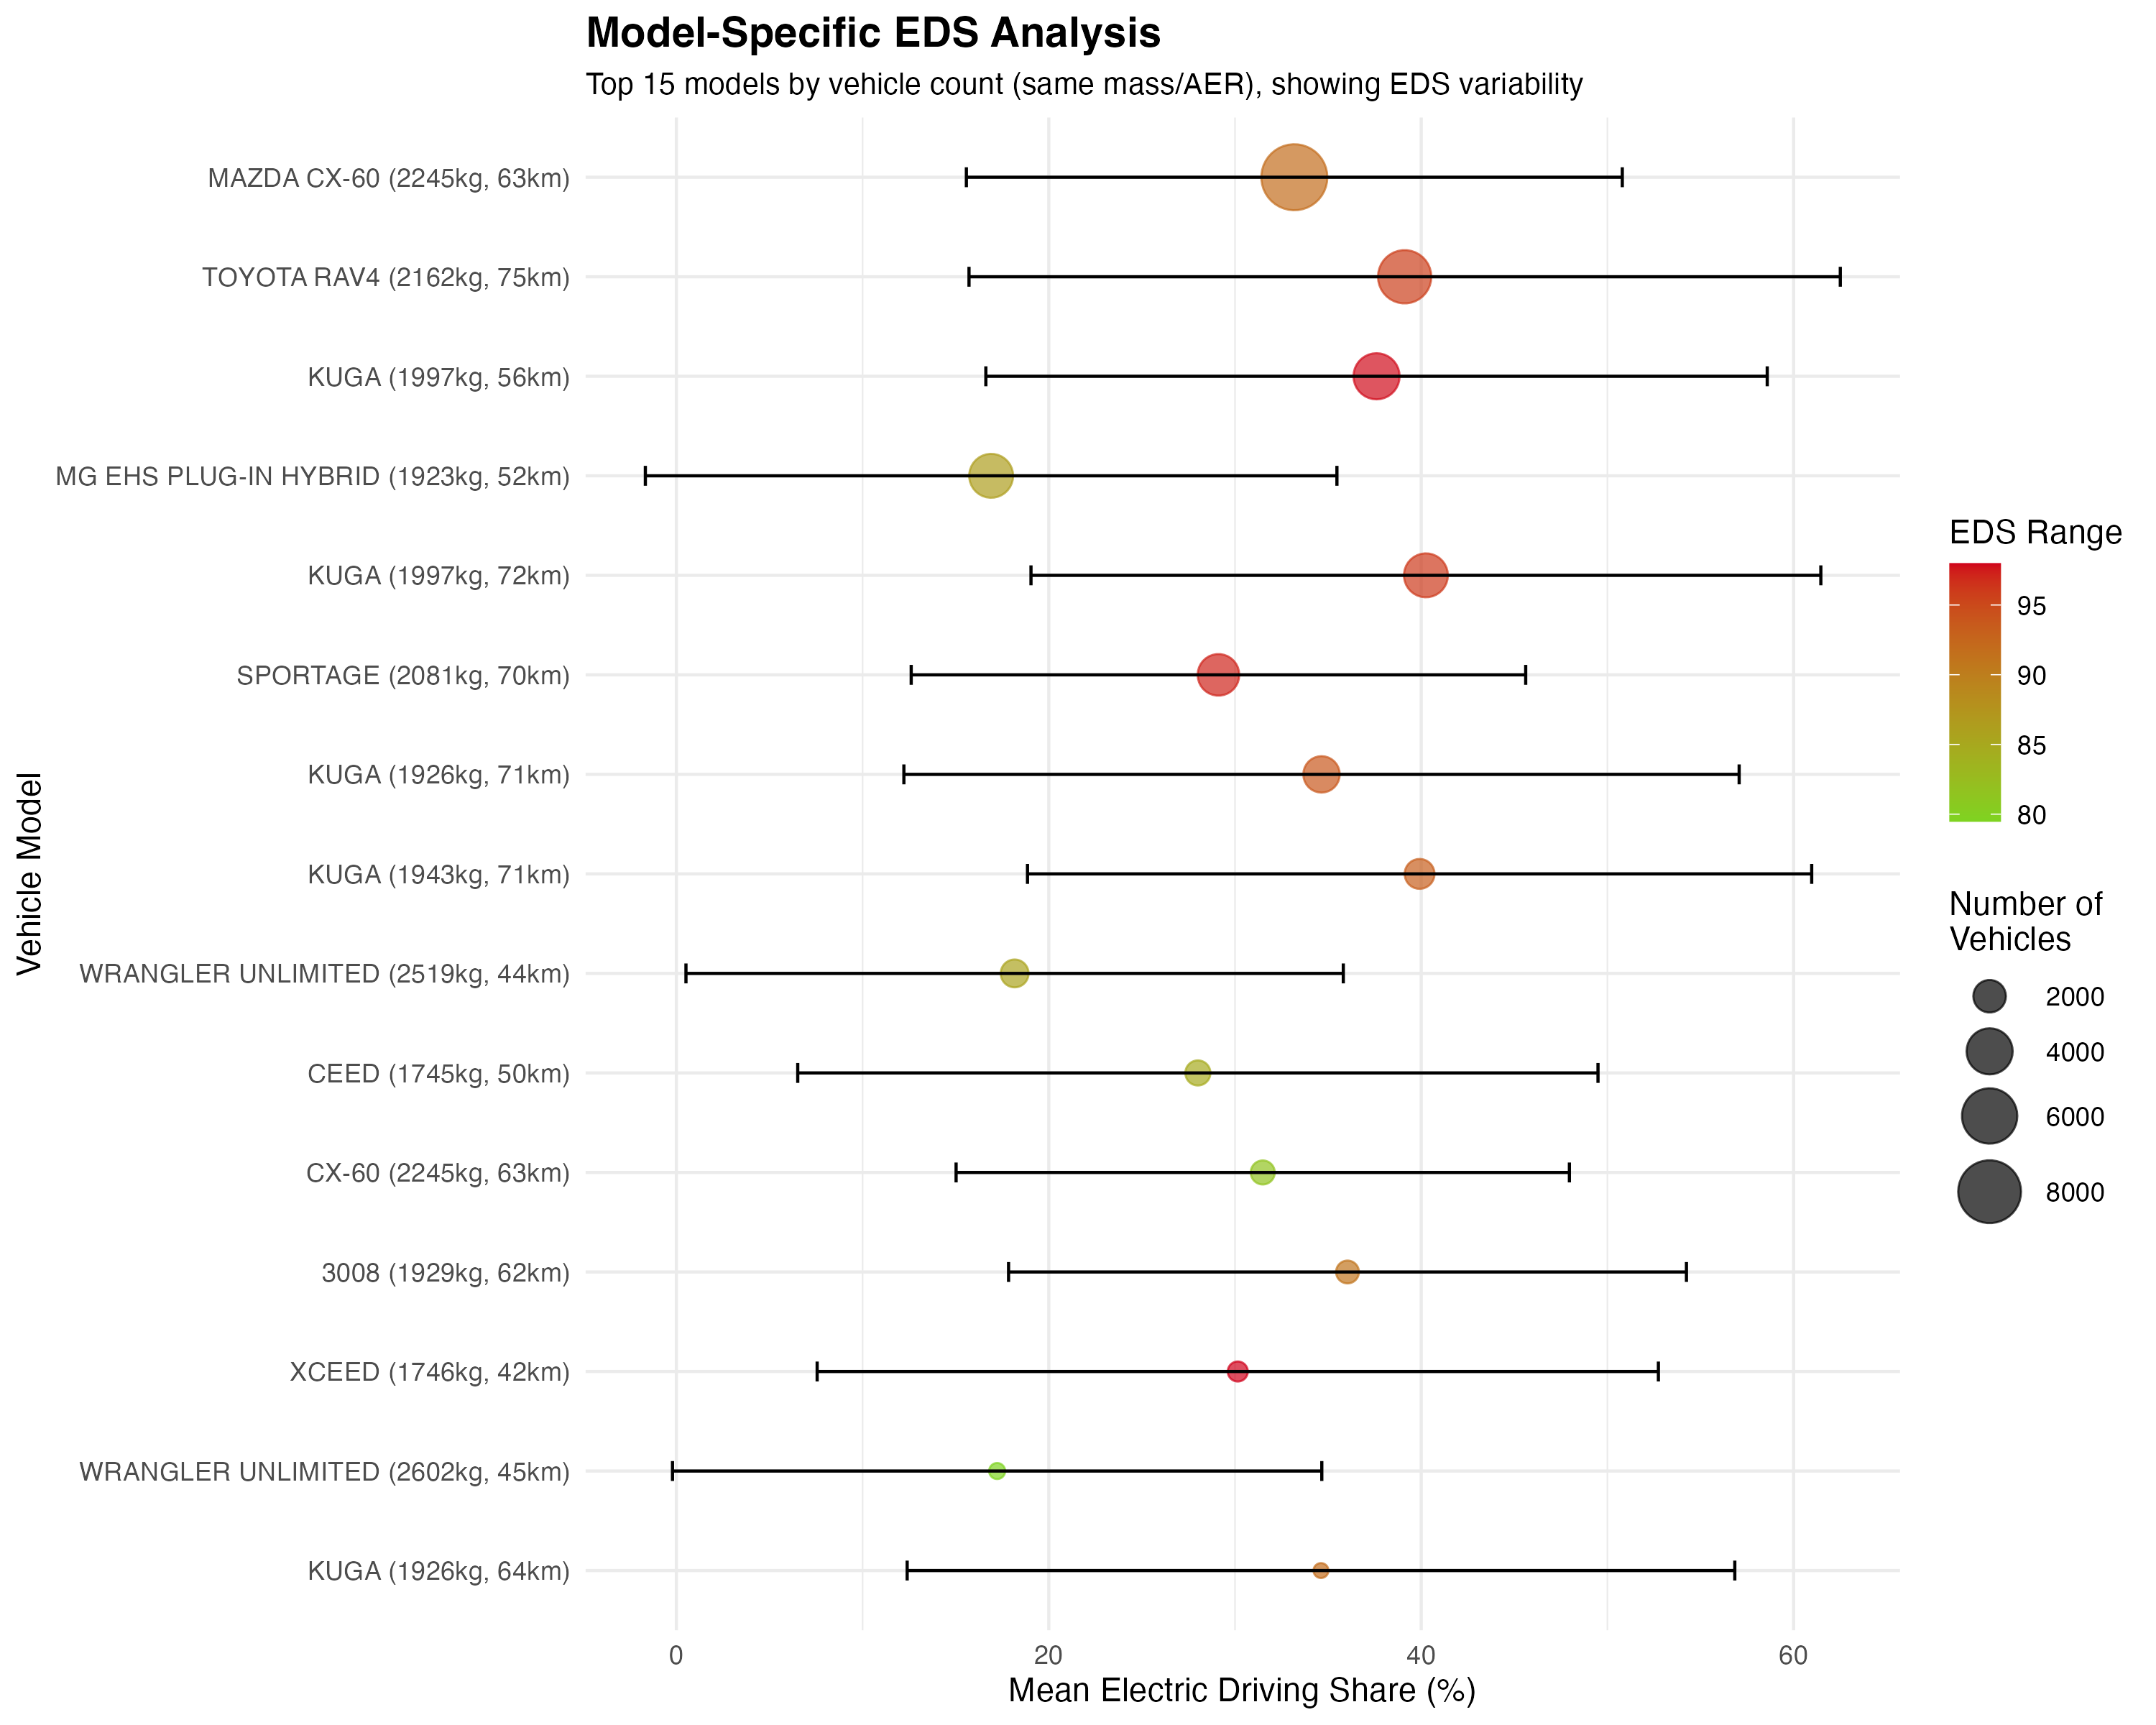 Model-Specific EDS Analysis
Top 15 models by vehicle count (same mass/AER), showing EDS variability
Vehicle Model
MAZDA CX-60 (2245kg, 63km)
TOYOTA RAV4 (2162kg, 75km)
KUGA (1997kg, 56km)
MG EHS PLUG-IN HYBRID (1923kg, 52km)
KUGA (1997kg, 72km)
SPORTAGE (2081kg, 70km)
KUGA (1926kg, 71km)
KUGA (1943kg, 71km)
WRANGLER UNLIMITED (2519kg, 44km)
CEED (1745kg, 50km)
CX-60 (2245kg, 63km)
3008 (1929kg, 62km)
XCEED (1746kg, 42km)
WRANGLER UNLIMITED (2602kg, 45km)
KUGA (1926kg, 64km)
0 20 40 60
Mean Electric Driving Share (%)
EDS Range
95
90
85
80
Number of
Vehicles
2000
4000
6000
8000